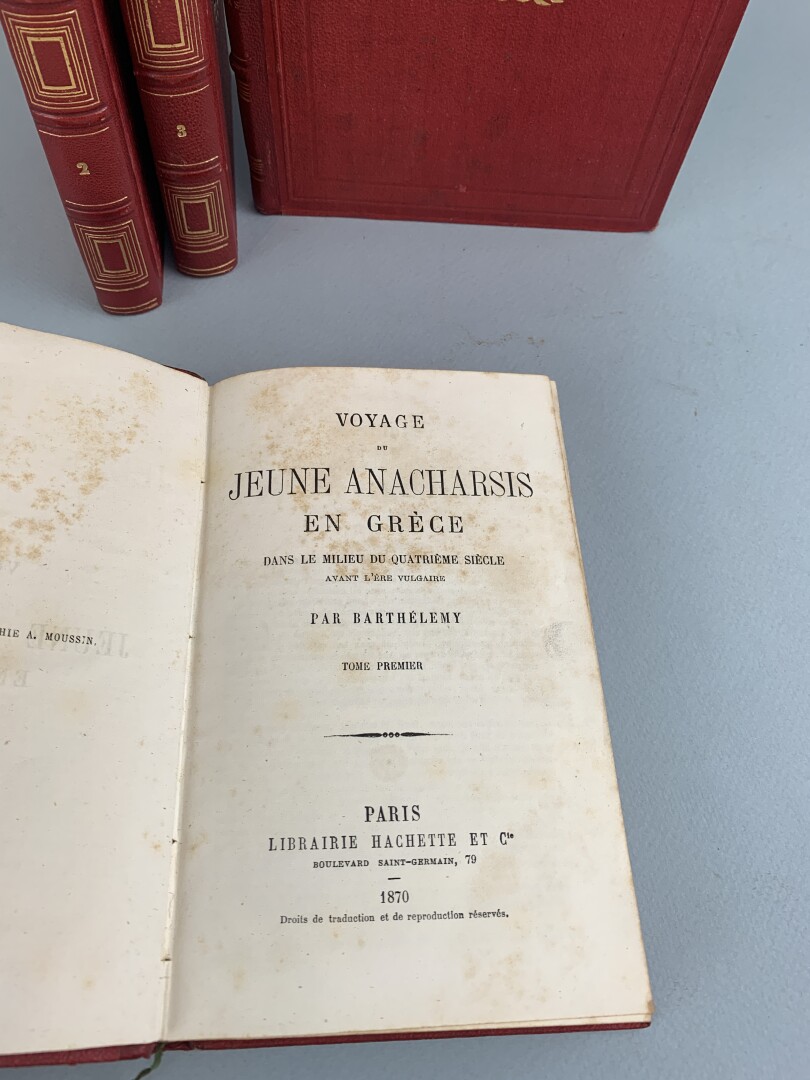 2
3
HIE A. MOUSSIN.
VOYAGE
DU
JEUNE ANACHARSIS
EN GRÈCE
DANS LE MILIEU DU QUATRIÈME SIÈCLE
AVANT L'ÈRE VULGAIRE
PAR BARTHÉLEMY
TOME PREMIER
PARIS
LIBRAIRIE HACHETTE ET Cie
BOULEVARD SAINT-GERMAIN, 79
1870
Droits de traduction et de reproduction réservés.